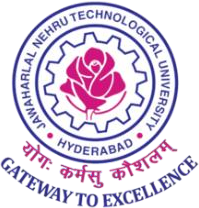 JAWAHARLAL NEHRU TECHNOLOGICAL UNIVERSITY
• HYDERABAD •
योगः कर्मसु कौशलम्
GATEWAY TO EXCELLENCE